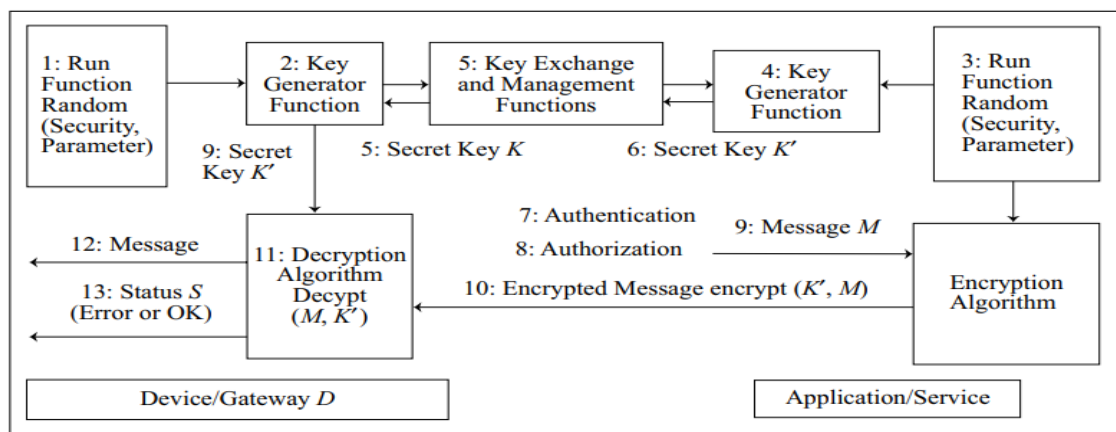 1: Run
Function
Random
(Security,
Parameter)
2: Key
Generator
Function
5: Key Exchange
and Management
Functions
4: Key
Generator
Function
3: Run
Function
Random
(Security,
Parameter)
9: Secret
Key K′
5: Secret Key K
6: Secret Key K′
7: Authentication
8: Authorization
9: Message M
12: Message
13: Status S
(Error or OK)
11: Decryption
Algorithm
Decypt
(M, K′)
10: Encrypted Message encrypt (K′, M)
Encryption
Algorithm
Device/Gateway D
Application/Service